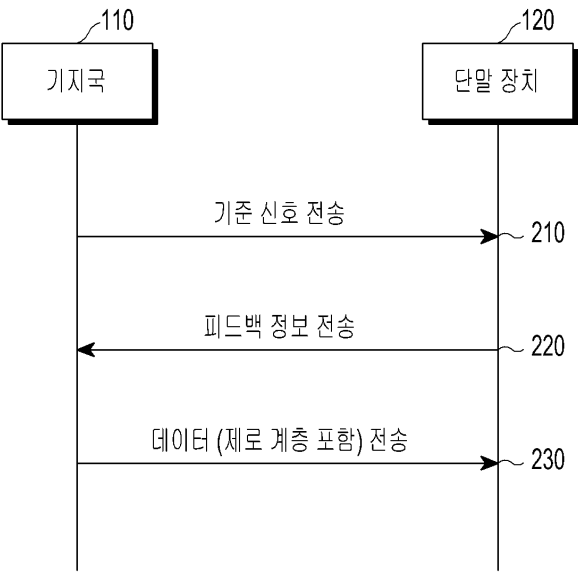 110
120
기지국
단말 장치
기준 신호 전송
210
피드백 정보 전송
220
데이터 (제로 계층 포함) 전송
230